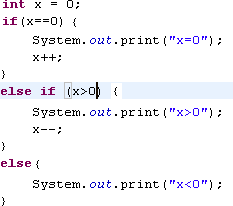 int x = 0;
if(x==0) {
System.out.print("x=0");
x++;
}
else if (x>0) {
System.out.print("x>0");
x--;
}
else{
System.out.print("x<0");
}